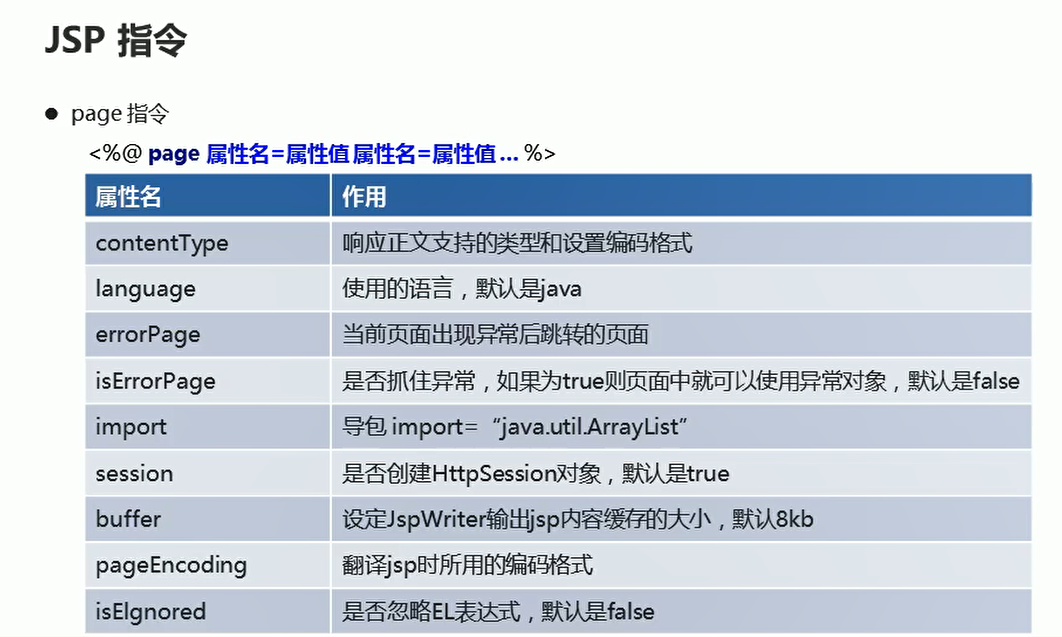 JSP 指令
● page 指令
<%@ page 属性名=属性值 属性名=属性值 ... %>
属性名 作用
contentType 响应正文支持的类型和设置编码格式
language 使用的语言，默认是java
errorPage 当前页面出现异常后跳转的页面
isErrorPage 是否抓住异常，如果为true则页面中就可以使用异常对象，默认是false
import 导包 import=“java.util.ArrayList”
session 是否创建HttpSession对象，默认是true
buffer 设定JspWriter输出jsp内容缓存的大小，默认8kb
pageEncoding 翻译jsp时所用的编码格式
isElgnored 是否忽略EL表达式，默认是false